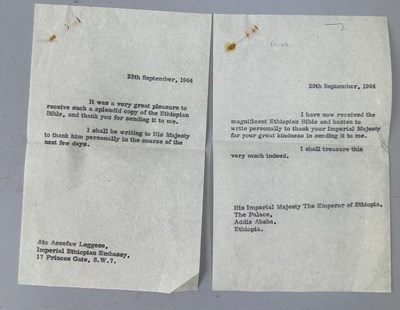 25th September, 1964
It was a very great pleasure to
receive such a splendid copy of the Ethiopian
Bible, and thank you for sending it to me.
I shall be writing to His Majesty
to thank him personally in the course of the
next few days.
Ato Assefaw Leggese,
Imperial Ethiopian Embassy,
17 Princes Gate, S.W.7.
28th September, 1964
I have now received the
magnificent Ethiopian Bible and hasten to
write personally to thank your Imperial Majesty
for your great kindness in sending it to me.
I shall treasure this
very much indeed.
His Imperial Majesty The Emperor of Ethiopia,
The Palace,
Addis Ababa,
Ethiopia.